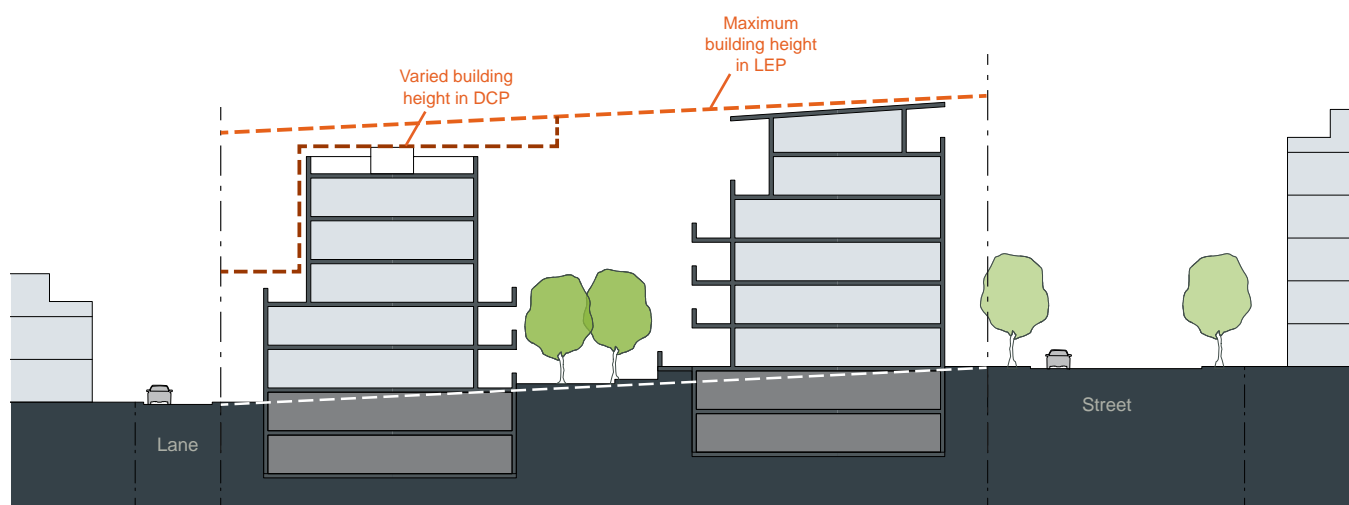 Maximum
building height
in LEP
Varied building
height in DCP
Lane
Street